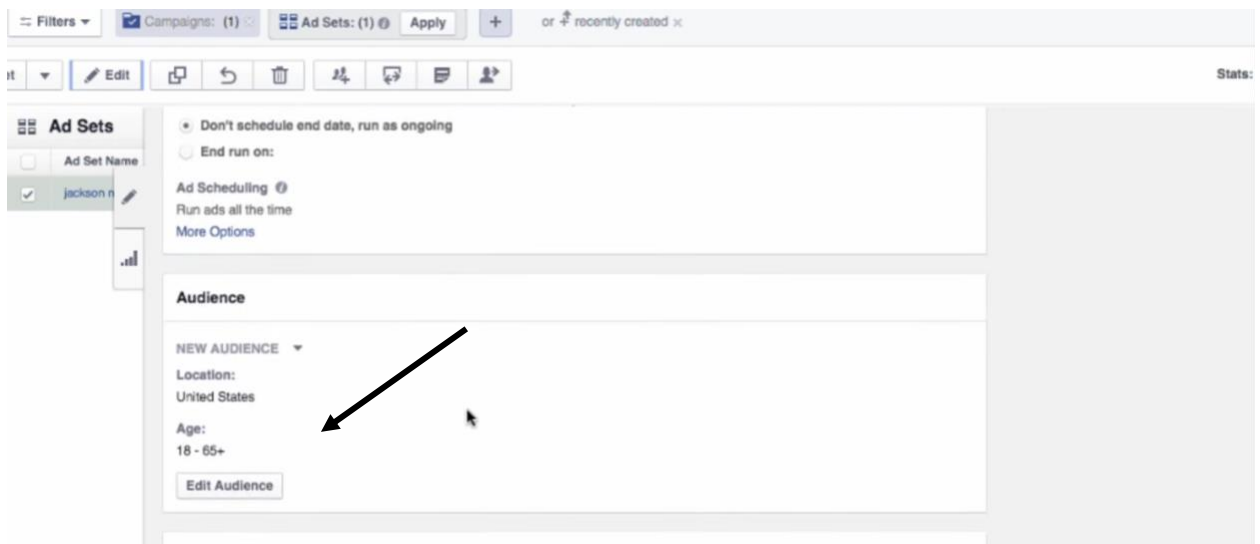 Filters
Campaigns: (1)
Ad Sets: (1)
Apply
+
or
recently created ×
Edit
Stats:
Ad Sets
Ad Set Name
jackson
Don't schedule end date, run as ongoing
End run on:
Ad Scheduling
Run ads all the time
More Options
Audience
NEW AUDIENCE
Location:
United States
Age:
18 - 65+
Edit Audience